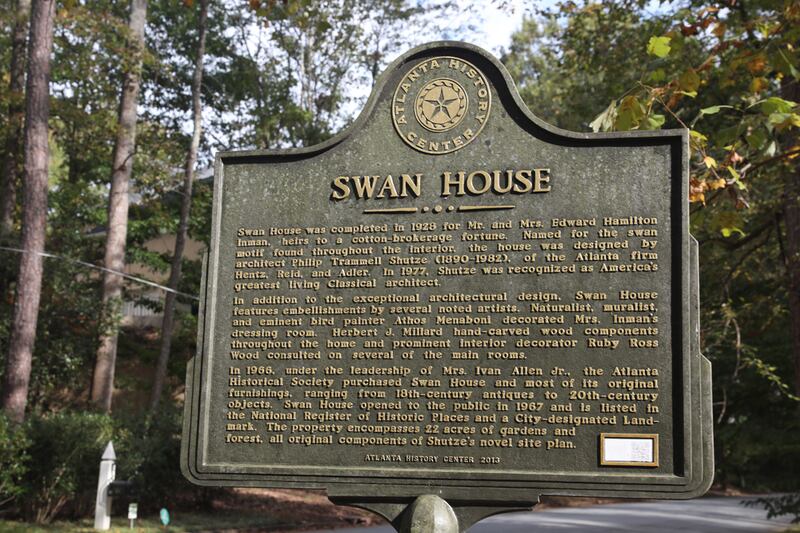 ATLANTA HISTORY
CENTER
SWAN HOUSE
Swan House was completed in 1928 for Mr. and Mrs. Edward Hamilton
Inman, heirs to a cotton-brokerage fortune. Named for the swan
motif found throughout the interior, the house was designed by
architect Philip Trammell Shutze (1890-1982), of the Atlanta firm
Hentz, Reid, and Adler. In 1977, Shutze was recognized as America's
greatest living Classical architect.
In addition to the exceptional architectural design, Swan House
features embellishments by several noted artists. Naturalist, muralist,
and eminent bird painter Athos Menaboni decorated Mrs. Inman's
dressing room. Herbert J. Millard hand-carved wood components
throughout the home and prominent interior decorator Ruby Ross
Wood consulted on several of the main rooms.
In 1966, under the leadership of Mrs. Ivan Allen Jr., the Atlanta
Historical Society purchased Swan House and most of its original
furnishings, ranging from 18th-century antiques to 20th-century
objects. Swan House opened to the public in 1967 and is listed in
the National Register of Historic Places and a City-designated Land-
mark. The property encompasses 22 acres of gardens and
forest, all original components of Shutze's novel site plan.
ATLANTA HISTORY CENTER 2013